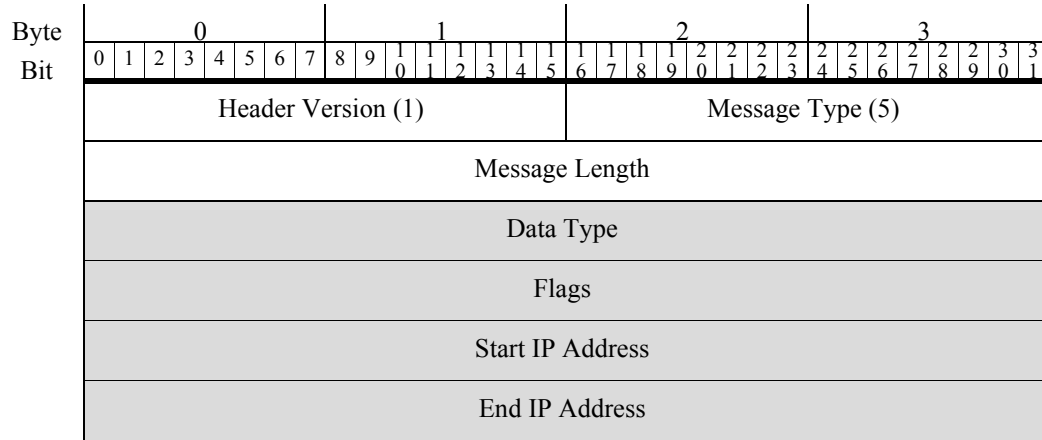 Byte 0 1 2 3
Bit 0 1 2 3 4 5 6 7 8 9 10 11 12 13 14 15 16 17 18 19 20 21 22 23 24 25 26 27 28 29 30 31
Header Version (1) Message Type (5)
Message Length
Data Type
Flags
Start IP Address
End IP Address